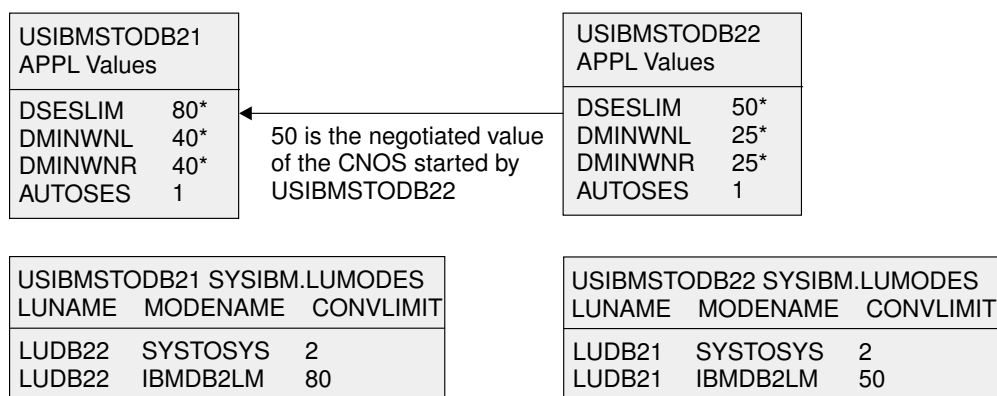 USIBMSTODB21
APPL Values
DSESLIM 80*
DMINWNL 40*
DMINWNR 40*
AUTOSES 1
50 is the negotiated value
of the CNOS started by
USIBMSTODB22
USIBMSTODB22
APPL Values
DSESLIM 50*
DMINWNL 25*
DMINWNR 25*
AUTOSES 1
USIBMSTODB21 SYSIBM.LUMODES
LUNAME MODENAME CONVLIMIT
LUDB22 SYSTOSYS 2
LUDB22 IBMDB2LM 80
USIBMSTODB22 SYSIBM.LUMODES
LUNAME MODENAME CONVLIMIT
LUDB21 SYSTOSYS 2
LUDB21 IBMDB2LM 50